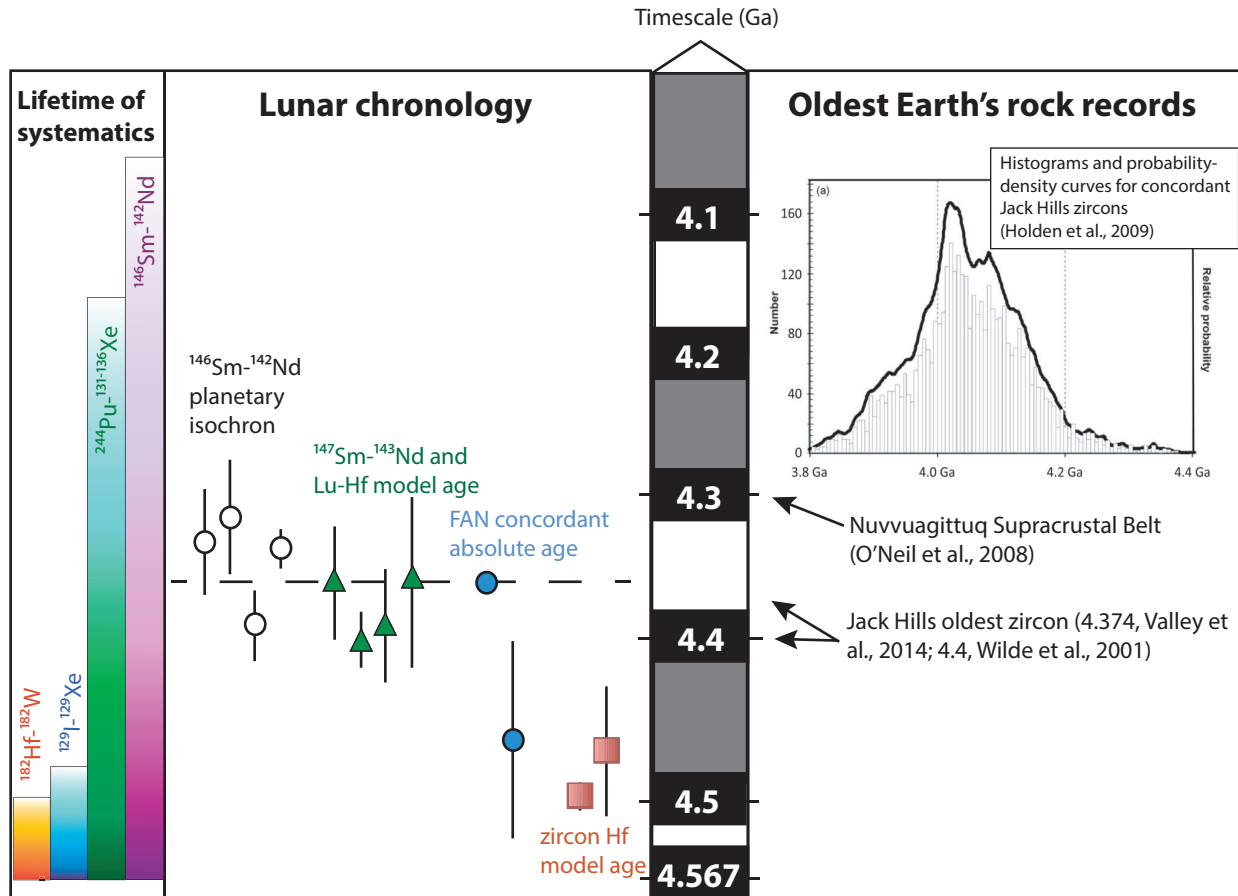 Timescale (Ga)
Lifetime of
systematics
Lunar chronology
Oldest Earth's rock records
¹⁸²Hf-¹⁸²W
¹²⁹I-¹²⁹Xe
²⁴⁴Pu-¹³¹⁻¹³⁶Xe
¹⁴⁶Sm-¹⁴²Nd
¹⁴⁶Sm-¹⁴²Nd
planetary
isochron
¹⁴⁷Sm-¹⁴³Nd and
Lu-Hf model age
FAN concordant
absolute age
zircon Hf
model age
4.1
4.2
4.3
4.4
4.5
4.567
Histograms and probability-
density curves for concordant
Jack Hills zircons
(Holden et al., 2009)
(a)
160
120
80
40
0
Number
Relative probability
3.8 Ga
4.0 Ga
4.2 Ga
4.4 Ga
Nuvvuagittuq Supracrustal Belt
(O'Neil et al., 2008)
Jack Hills oldest zircon (4.374, Valley et
al., 2014; 4.4, Wilde et al., 2001)